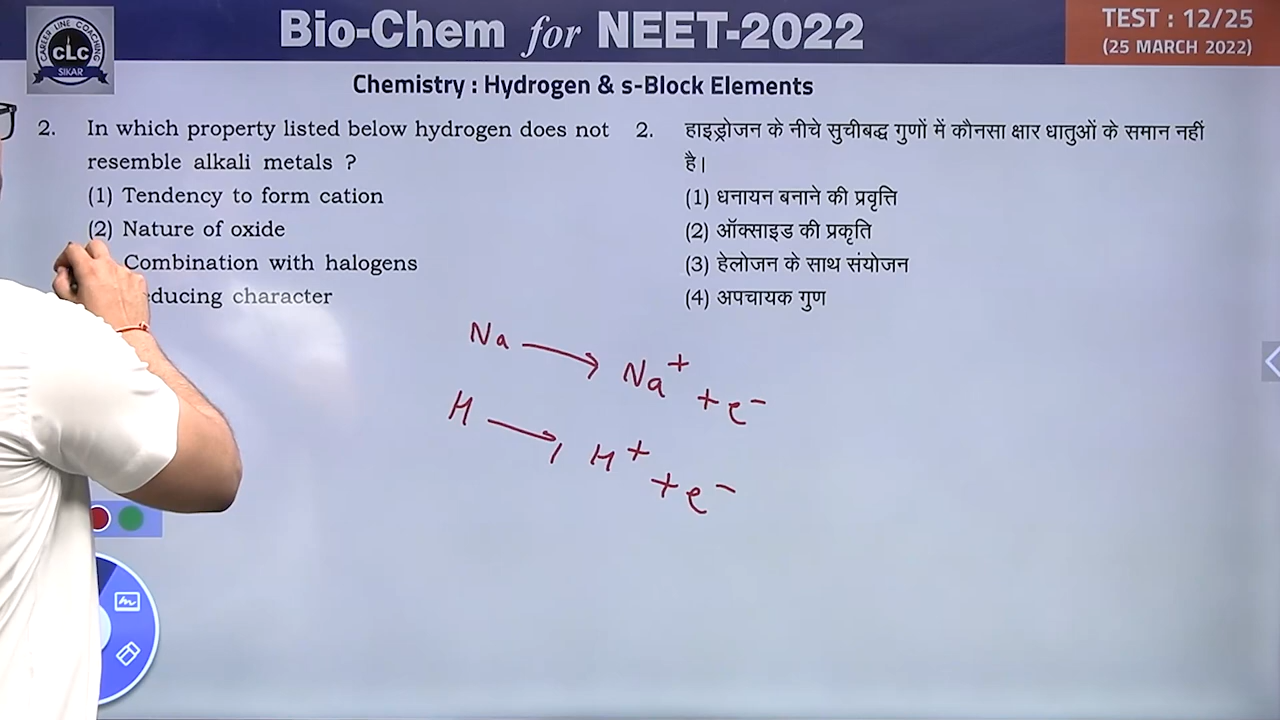 Bio-Chem for NEET-2022
TEST : 12/25
(25 MARCH 2022)
CAREER LINE COACHING
CLC
SIKAR
Chemistry : Hydrogen & s-Block Elements
2. In which property listed below hydrogen does not
resemble alkali metals ?
(1) Tendency to form cation
(2) Nature of oxide
Combination with halogens
educing character
2. हाइड्रोजन के नीचे सुचीबद्ध गुणों में कौनसा क्षार धातुओं के समान नहीं
है।
(1) धनायन बनाने की प्रवृत्ति
(2) ऑक्साइड की प्रकृति
(3) हेलोजन के साथ संयोजन
(4) अपचायक गुण
Na ⟶ Na⁺ + e⁻
H ⟶ H⁺ + e⁻